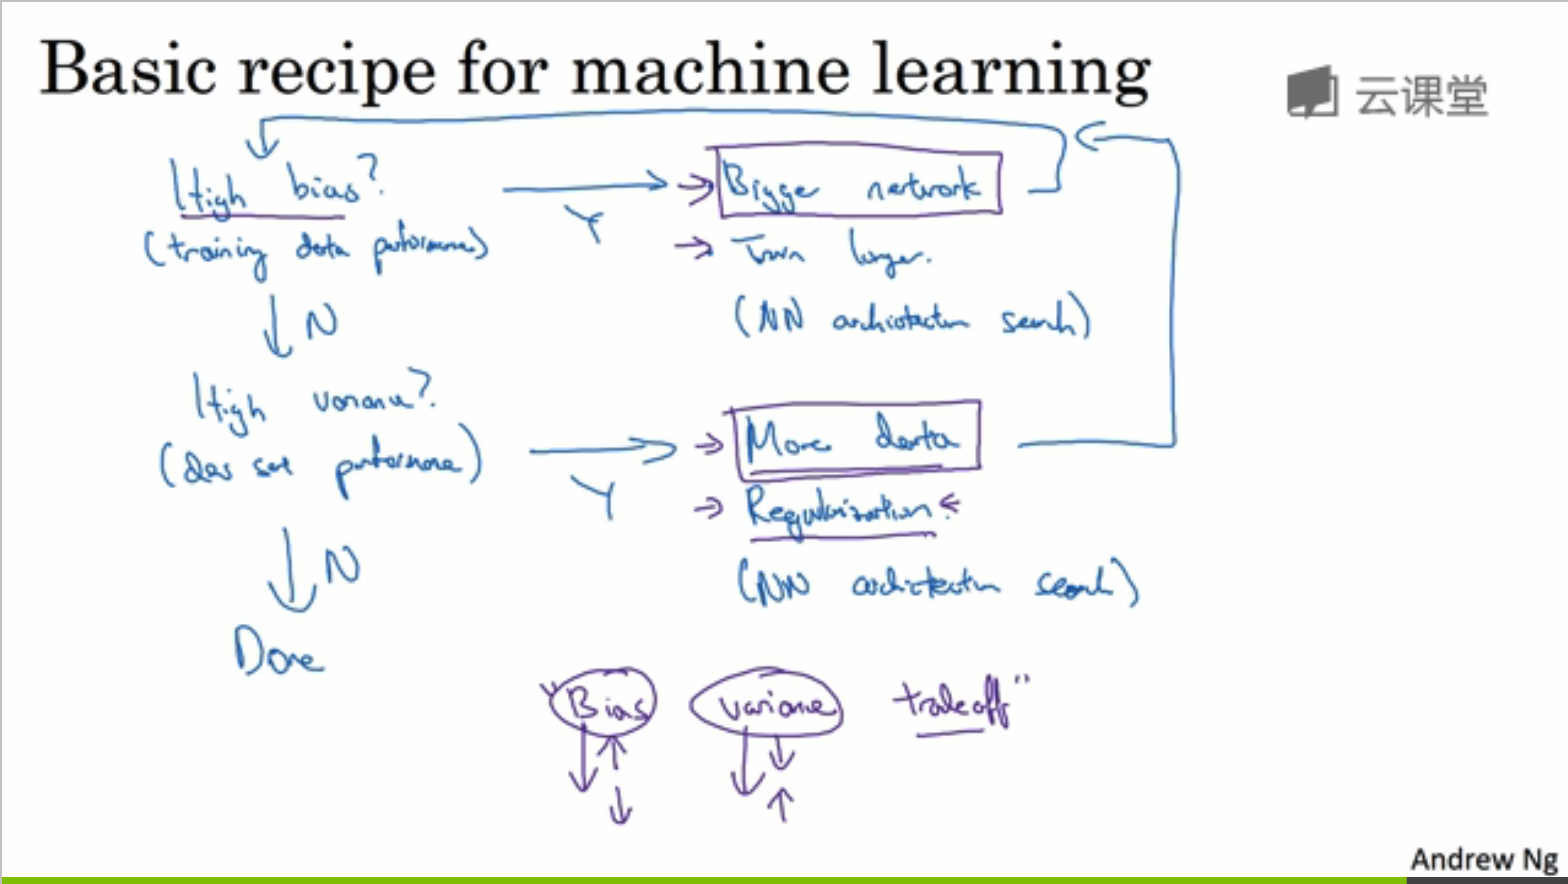 Basic recipe for machine learning
云课堂
High bias?
(training data performance)
Y
Bigger network
Train longer.
(NN architecture search)
N
High variance?
(dev set performance)
Y
More data
Regularization.
(NN architecture search)
N
Done
"Bias variance tradeoff"
Andrew Ng